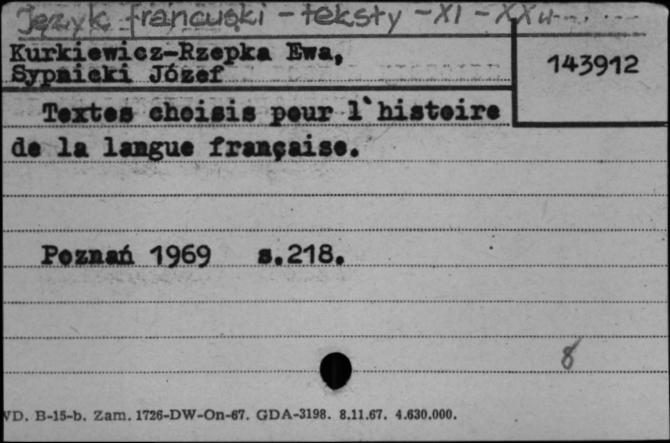 Język francuski - teksty - XI - XX w.
Kurkiewicz-Rzepka Ewa,
Sypnicki Józef
143912
Textes choisis pour l`histoire
de la langue française.
Poznań 1969 s.218.
8
VD. B-15-b. Zam. 1726-DW-On-67. GDA-3198. 8.11.67. 4.630.000.